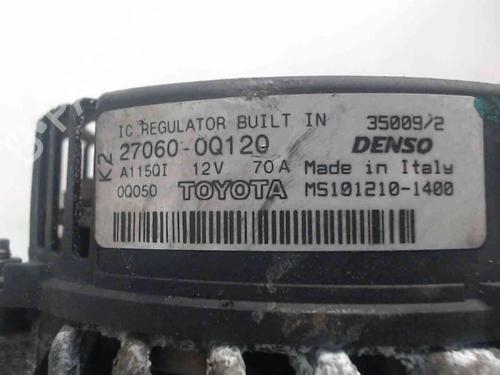 IC REGULATOR BUILT IN 35009/2
K2 27060-0Q120 DENSO
A1150I 12V 70A Made in Italy
0Q050 TOYOTA MS101210-1400